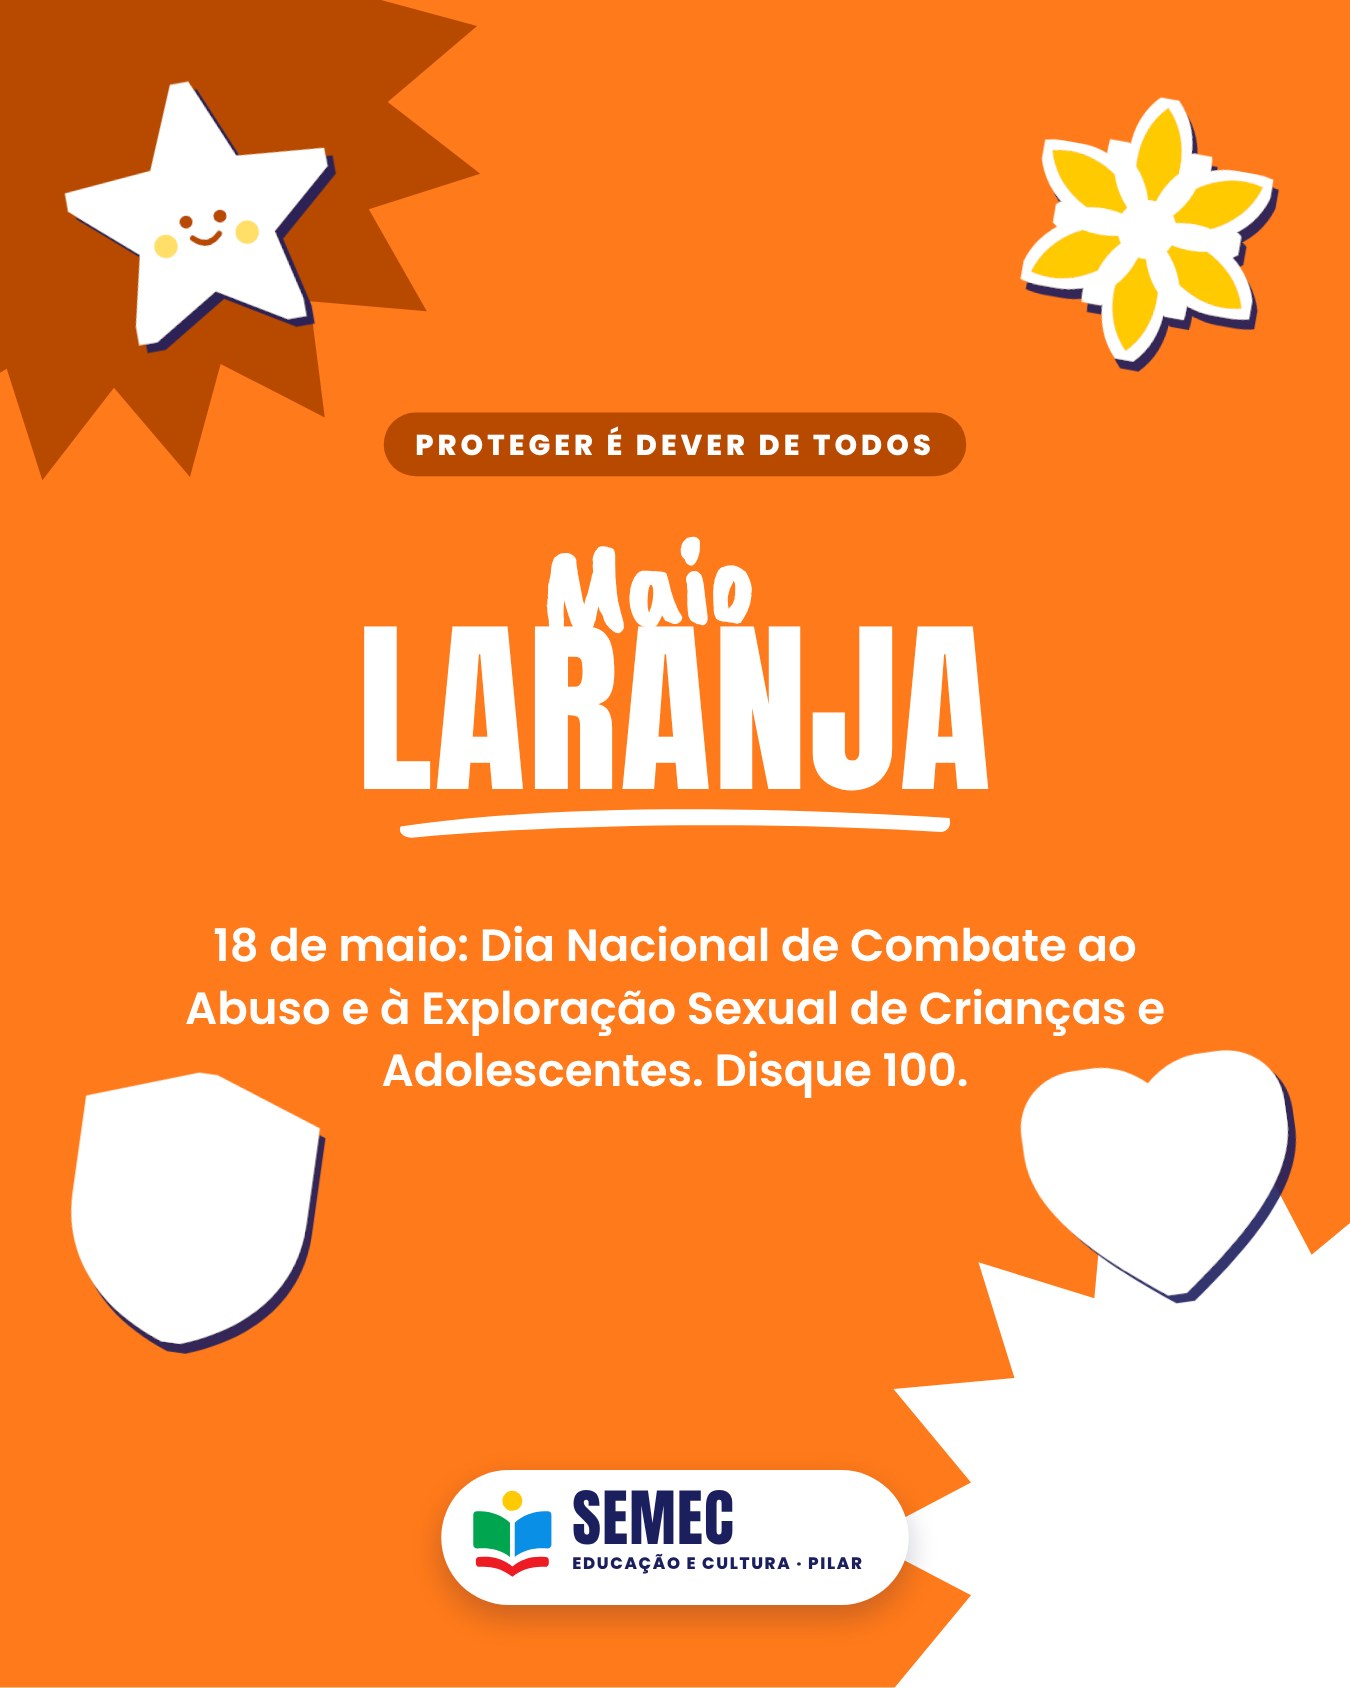 PROTEGER É DEVER DE TODOS
Maio
LARANJA
18 de maio: Dia Nacional de Combate ao
Abuso e à Exploração Sexual de Crianças e
Adolescentes. Disque 100.
SEMEC
EDUCAÇÃO E CULTURA · PILAR